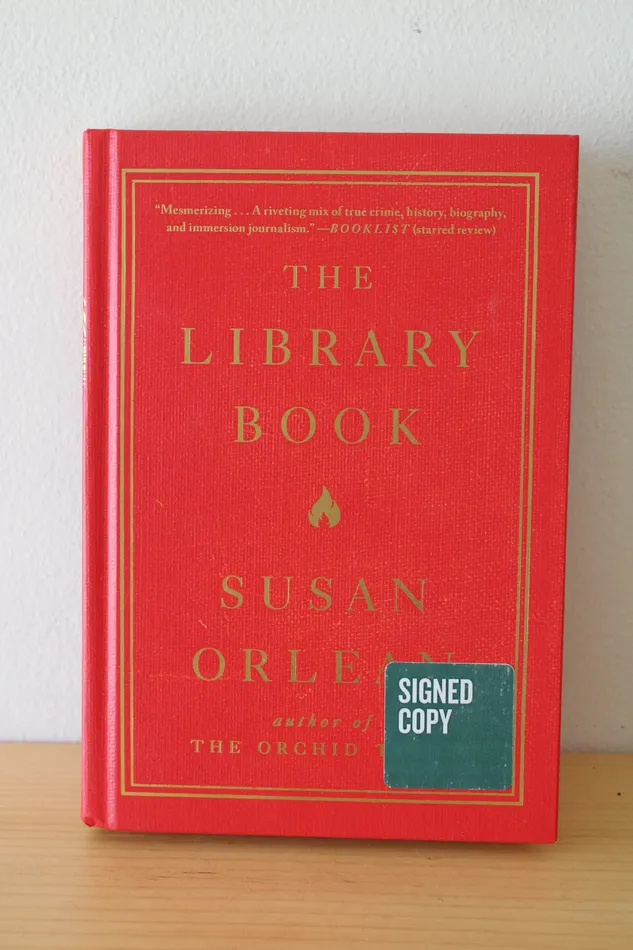 “Mesmerizing . . . A riveting mix of true crime, history, biography,
and immersion journalism.” —BOOKLIST (starred review)
THE
LIBRARY
BOOK
SUSAN
ORLEAN
author of
THE ORCHID
SIGNED
COPY